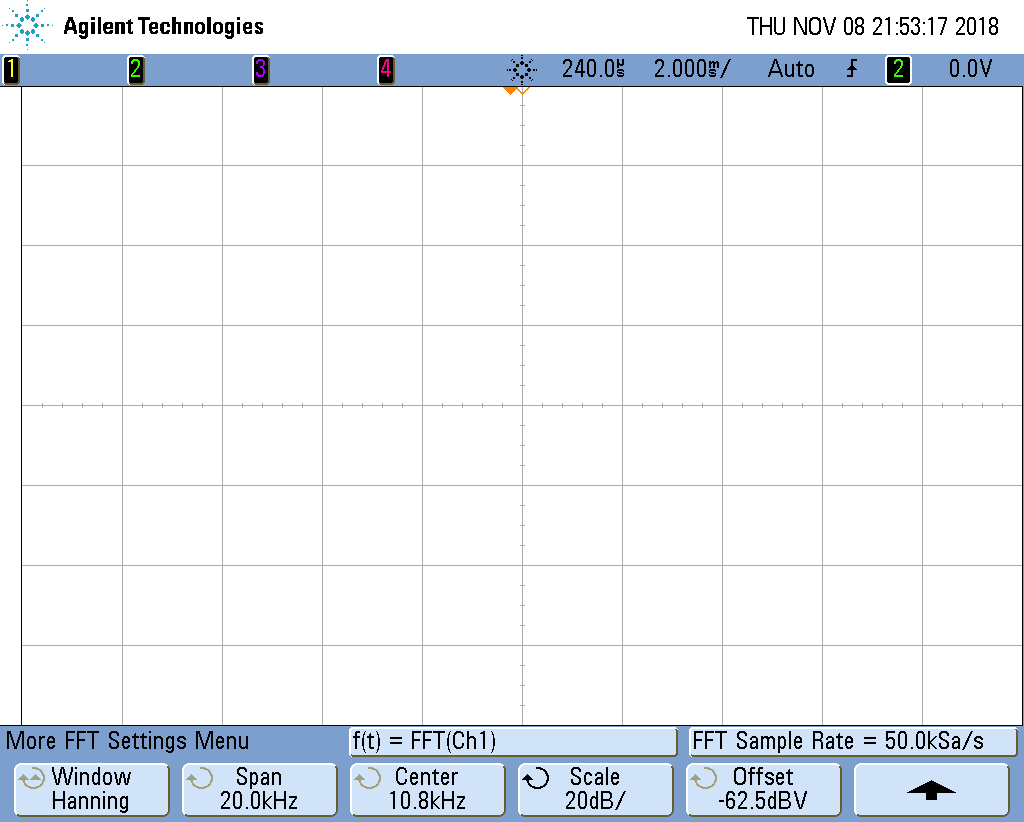 Agilent Technologies THU NOV 08 21:53:17 2018
1 2 3 4 240.0µs 2.000ms/ Auto 2 0.0V
More FFT Settings Menu f(t) = FFT(Ch1) FFT Sample Rate = 50.0kSa/s
Window Span Center Scale Offset
Hanning 20.0kHz 10.8kHz 20dB/ -62.5dBV